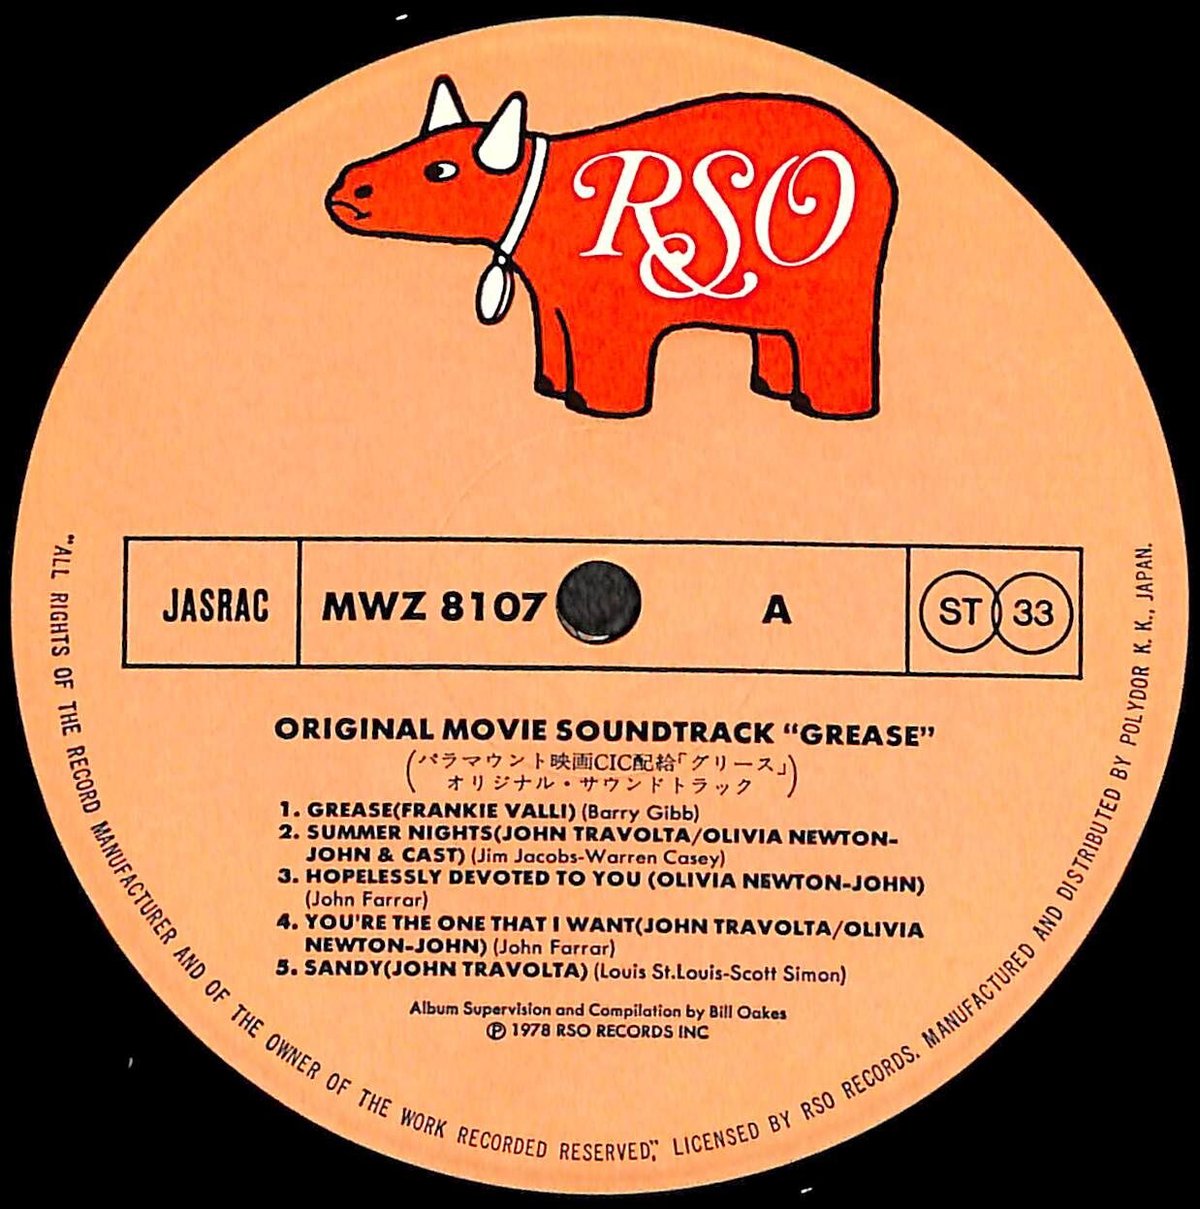 RSO
JASRAC
MWZ 8107
A
ST 33
ORIGINAL MOVIE SOUNDTRACK “GREASE”
(パラマウント映画CIC配給「グリース」
オリジナル・サウンドトラック)
1. GREASE(FRANKIE VALLI) (Barry Gibb)
2. SUMMER NIGHTS(JOHN TRAVOLTA/OLIVIA NEWTON-
JOHN & CAST) (Jim Jacobs-Warren Casey)
3. HOPELESSLY DEVOTED TO YOU (OLIVIA NEWTON-JOHN)
(John Farrar)
4. YOU'RE THE ONE THAT I WANT(JOHN TRAVOLTA/OLIVIA
NEWTON-JOHN) (John Farrar)
5. SANDY(JOHN TRAVOLTA) (Louis St.Louis-Scott Simon)
Album Supervision and Compilation by Bill Oakes
℗ 1978 RSO RECORDS INC
“ALL RIGHTS OF THE RECORD MANUFACTURER AND OF THE OWNER OF THE WORK RECORDED RESERVED,” LICENSED BY RSO RECORDS. MANUFACTURED AND DISTRIBUTED BY POLYDOR K. K., JAPAN.